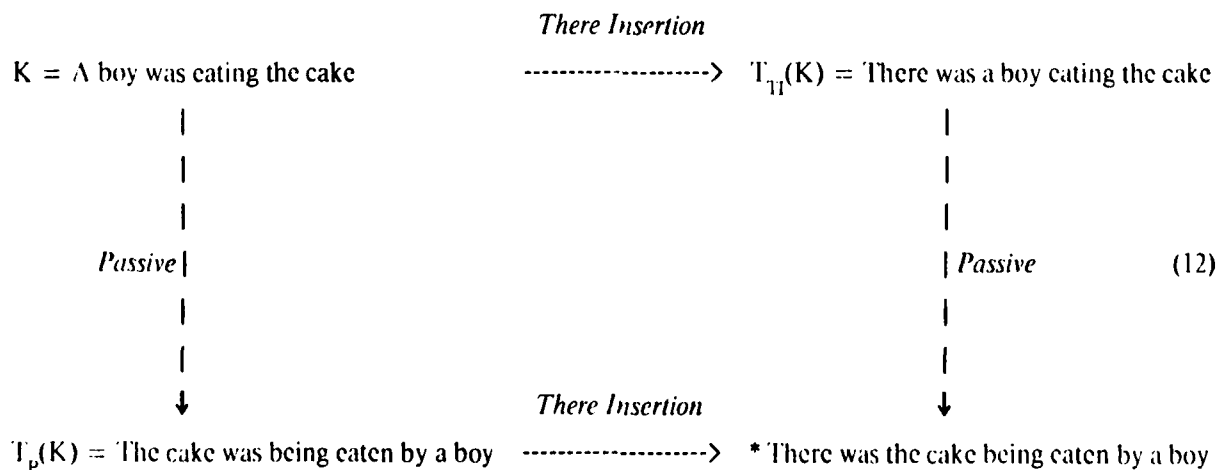 There Insertion
K = A boy was eating the cake ----------------> T_TI(K) = There was a boy eating the cake
Passive Passive (12)
There Insertion
T_P(K) = The cake was being eaten by a boy ----------------> * There was the cake being eaten by a boy